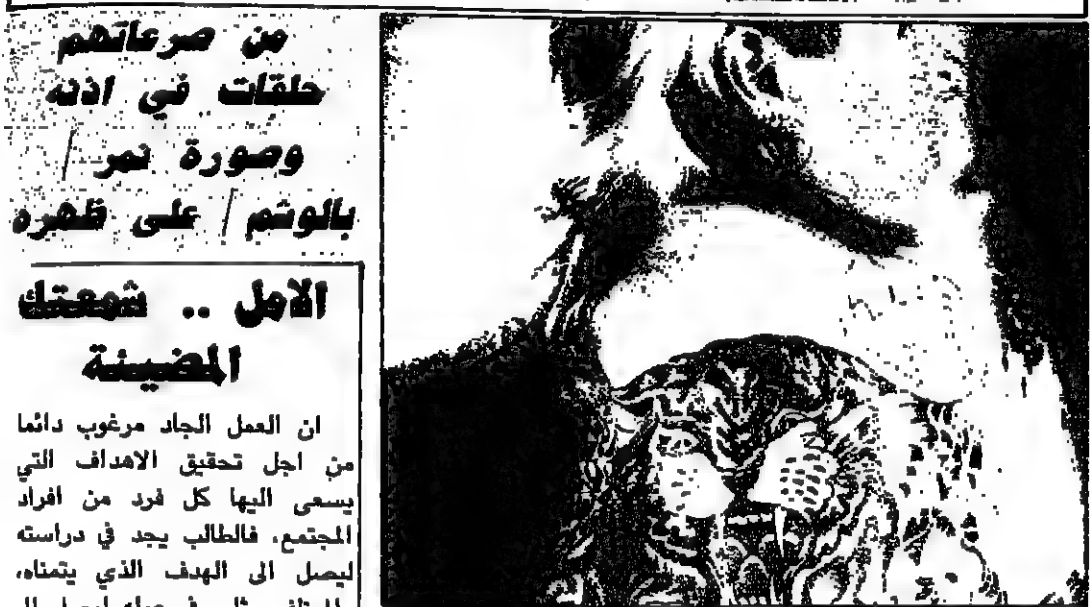 من صرعاتهم
حلقات في اذنه
وصورة نمر /
بالوشم / على ظهره
الامل .. شمعتك
المضيئة
ان العمل الجاد مرغوب دائما
من اجل تحقيق الاهداف التي
يسعى اليها كل فرد من افراد
المجتمع، فالطالب يجد في دراسته
ليصل الى الهدف الذي يتمناه،